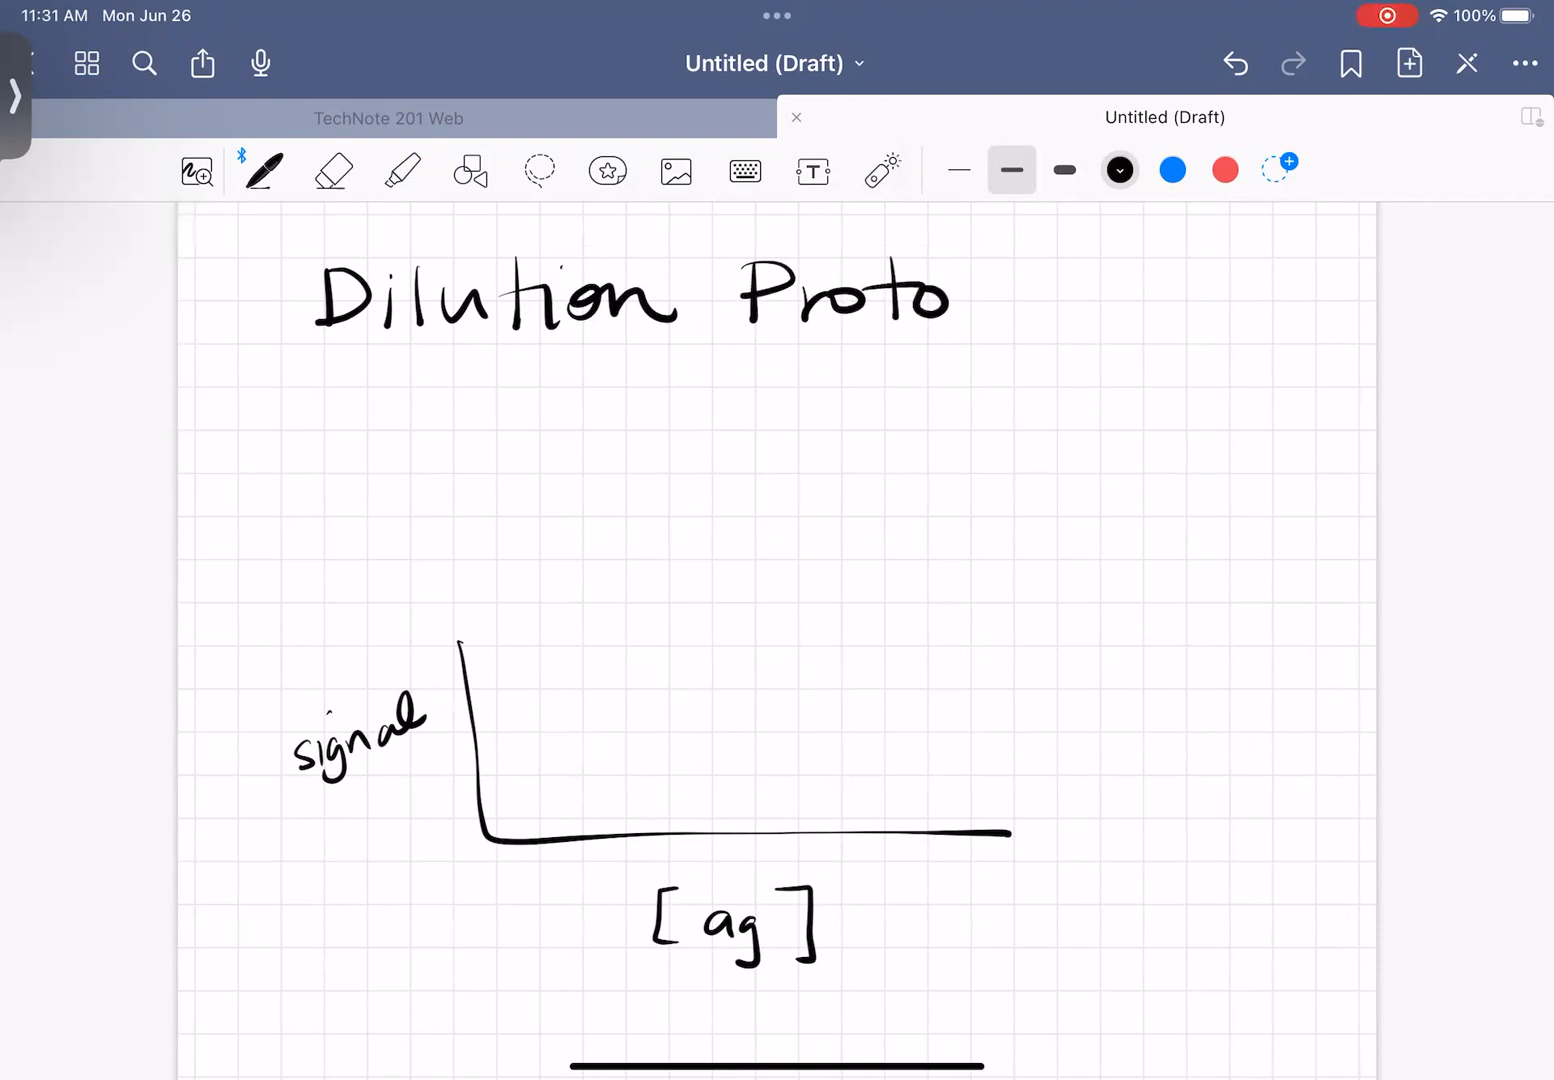 11:31 AM Mon Jun 26
100%
Untitled (Draft)
TechNote 201 Web
Untitled (Draft)
T
Dilution Proto
signal
[ag]